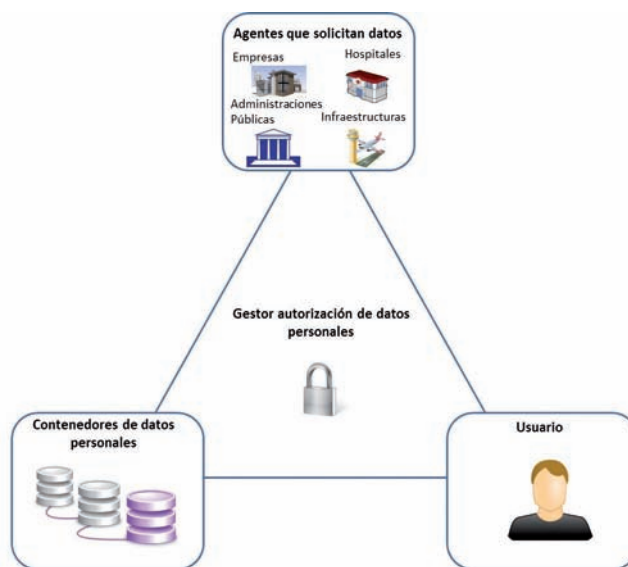 Agentes que solicitan datos
Empresas
Hospitales
Administraciones
Públicas
Infraestructuras
Gestor autorización de datos
personales
Contenedores de datos
personales
Usuario